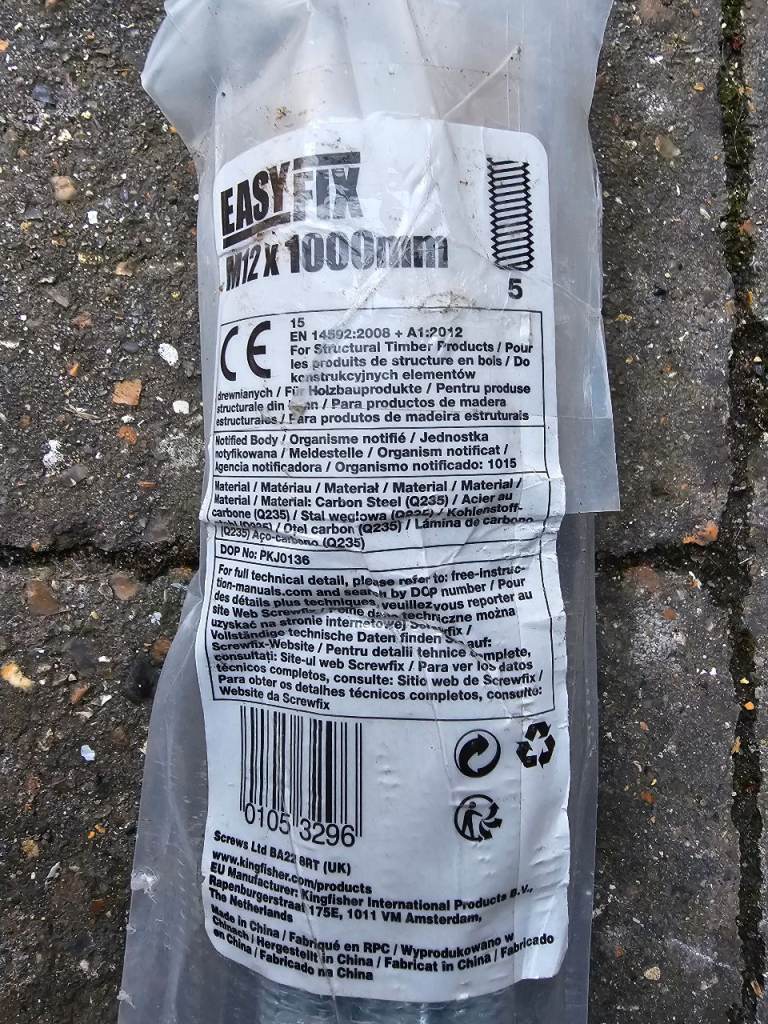 EASYFIX
M12 X 1000mm
5
CE
15
EN 14592:2008 + A1:2012
For Structural Timber Products / Pour
les produits de structure en bois / Do
konstrukcyjnych elementów
drewnianych / Für Holzbauprodukte / Pentru produse
structurale din lemn / Para productos de madera
estructurales / Para produtos de madeira estruturais
Notified Body / Organisme notifié / Jednostka
notyfikowana / Meldestelle / Organism notificat /
Agencia notificadora / Organismo notificado: 1015
Material / Matériau / Materiał / Material / Material /
Material / Material: Carbon Steel (Q235) / Acier au
carbone (Q235) / Stal węglowa (Q235) / Kohlenstoff-
stahl (Q235) / Oțel carbon (Q235) / Lámina de carbono
(Q235) Aço-carbono (Q235)
DOP No: PKJ0136
For full technical detail, please refer to: free-instruc-
tion-manuals.com and search by DOP number / Pour
des détails plus techniques, veuillez vous reporter au
site Web Screwfix / Pełne dane techniczne można
uzyskać na stronie internetowej Screwfix /
Vollständige technische Daten finden Sie auf:
Screwfix-Website / Pentru detalii tehnice complete,
consultați: Site-ul web Screwfix / Para ver los datos
técnicos completos, consulte: Sitio web de Screwfix /
Para obter os detalhes técnicos completos, consulte:
Website da Screwfix
0105 3296
Screws Ltd BA22 8RT (UK)
www.kingfisher.com/products
EU Manufacturer: Kingfisher International Products B.V.,
Rapenburgerstraat 175E, 1011 VM Amsterdam,
The Netherlands
Made in China / Fabriqué en RPC / Wyprodukowano w
Chinach / Hergestellt in China / Fabricat in China / Fabricado
en China / Fabricado na China